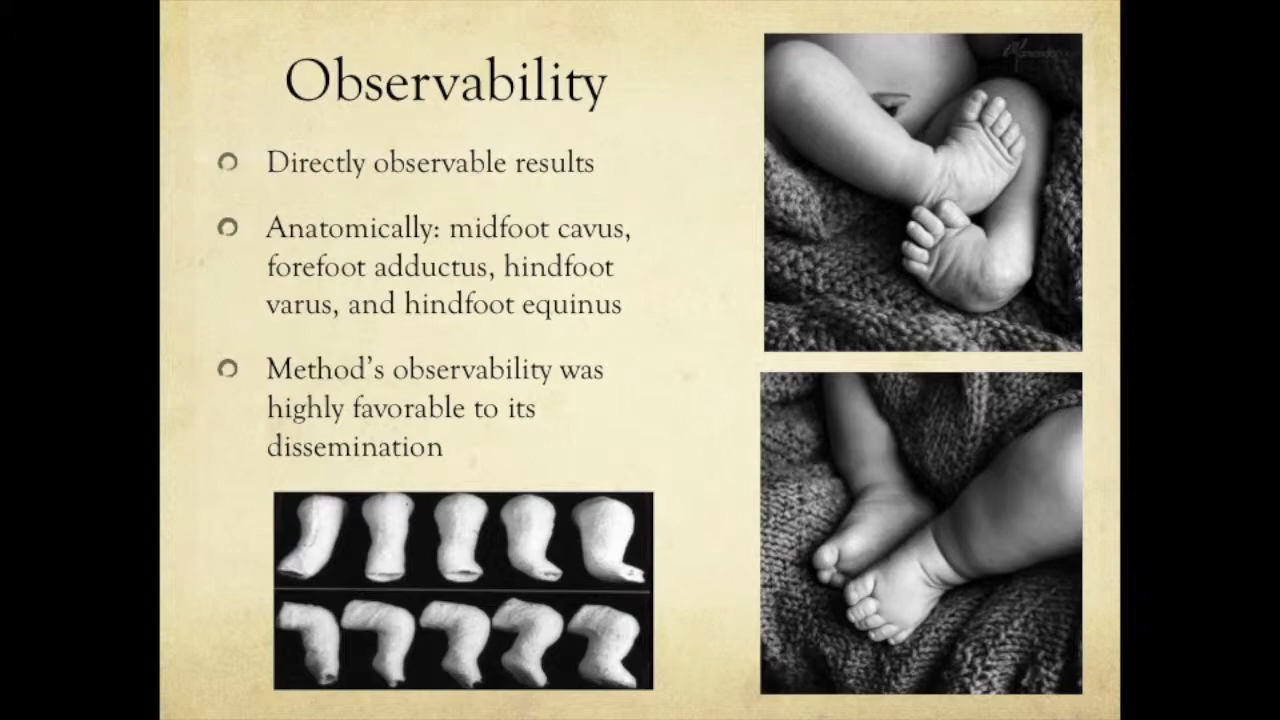 Observability
Directly observable results
Anatomically: midfoot cavus,
forefoot adductus, hindfoot
varus, and hindfoot equinus
Method's observability was
highly favorable to its
dissemination